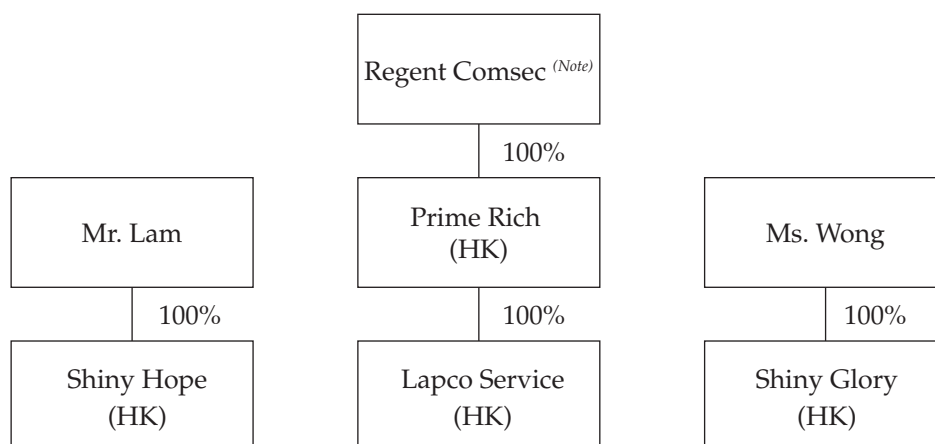 Regent Comsec (Note)
100%
Mr. Lam
Prime Rich
(HK)
Ms. Wong
100%
100%
100%
Shiny Hope
(HK)
Lapco Service
(HK)
Shiny Glory
(HK)